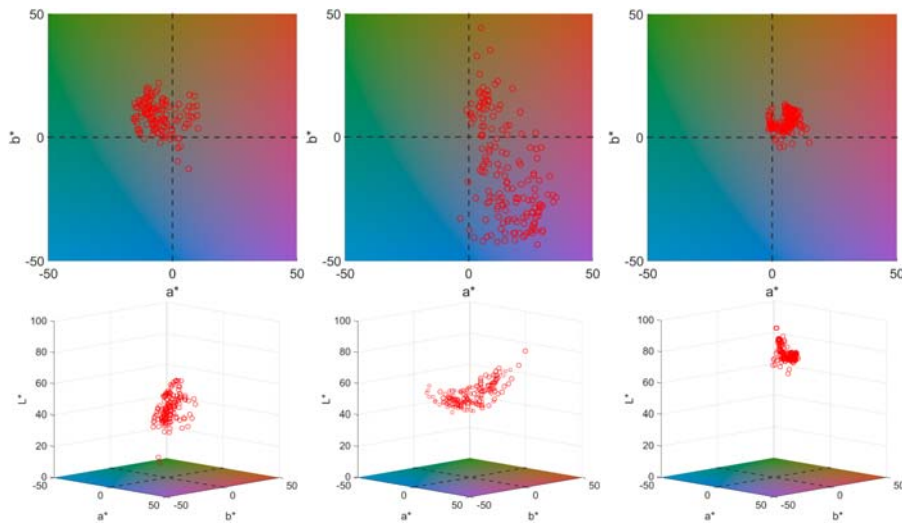 50 50 50
b* 0 b* 0 b* 0
-50 -50 -50
-50 0 50 -50 0 50 -50 0 50
a* a* a*
100 100 100
80 80 80
60 60 60
L* L* L*
40 40 40
20 20 20
0 0 0
-50 50 -50 50 -50 50
0 0 0 0 0 0
a* 50 -50 b* a* 50 -50 b* a* 50 -50 b*